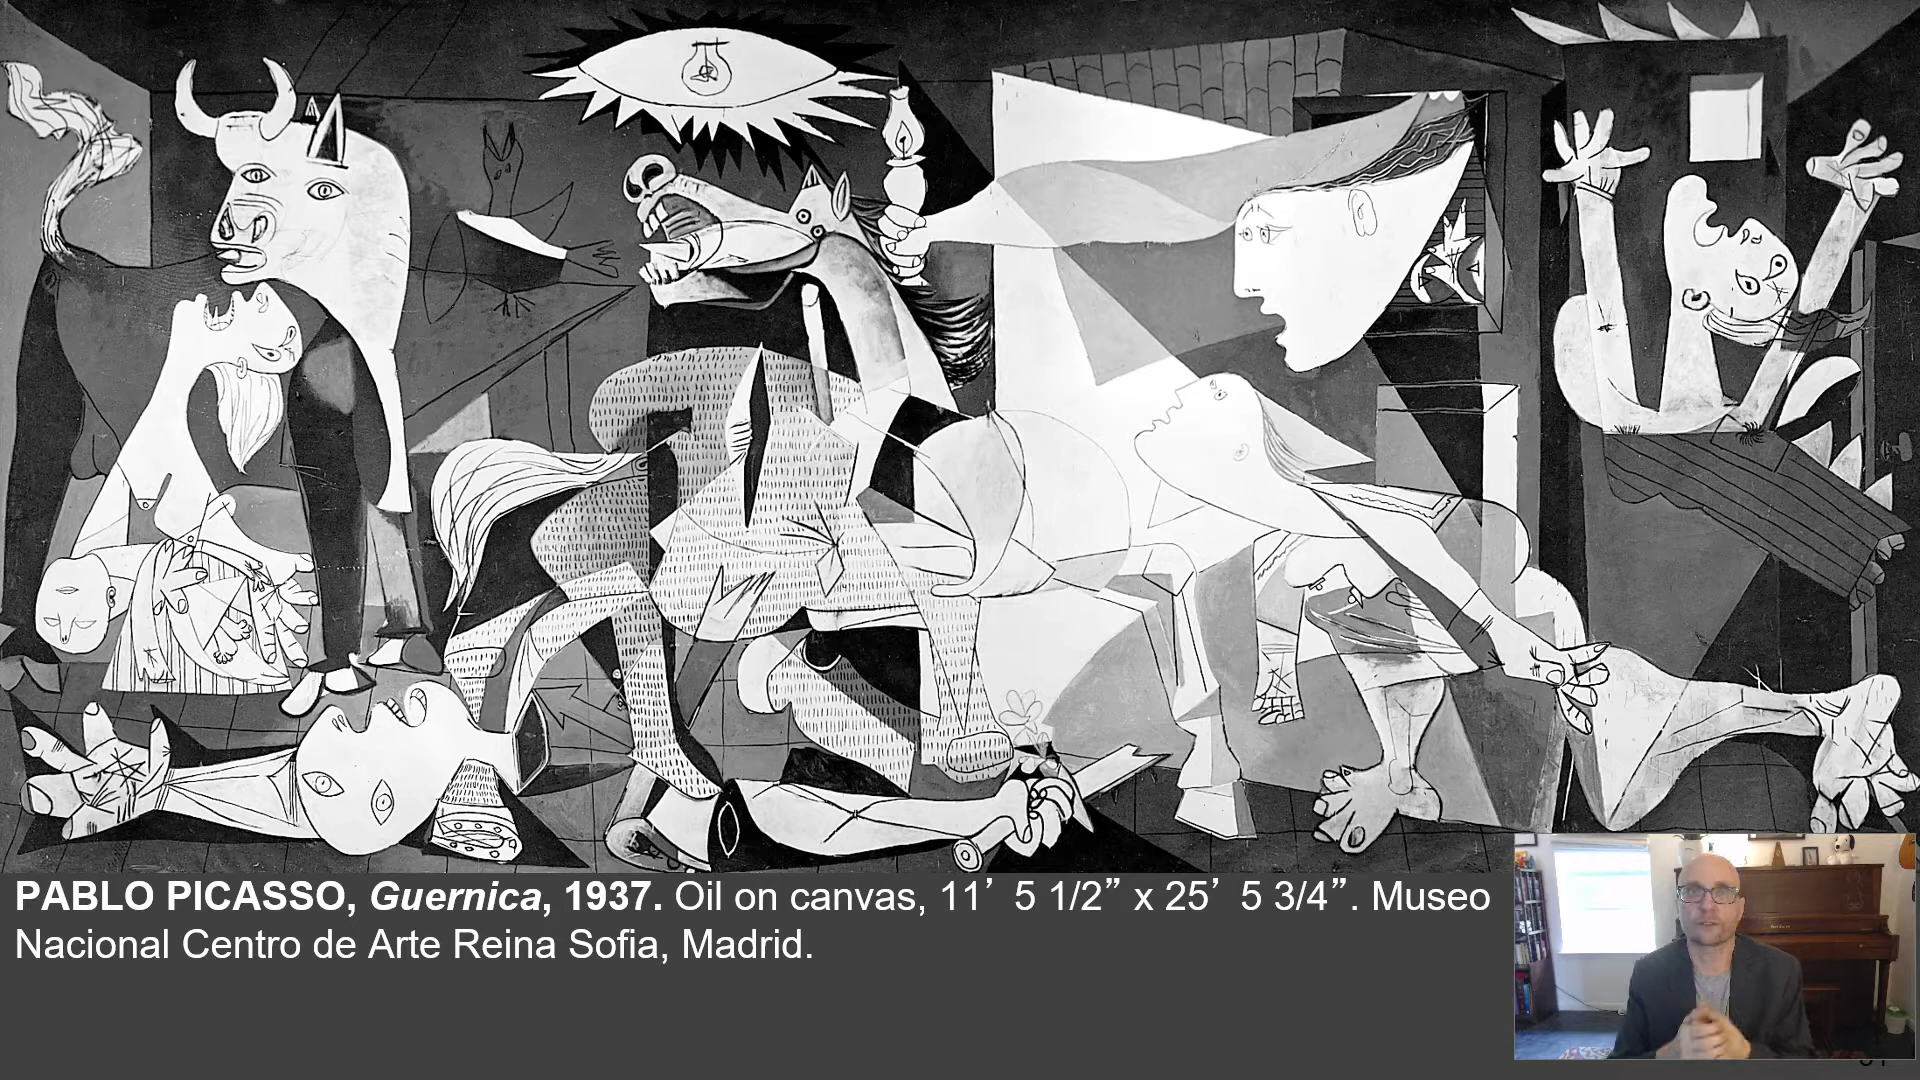 PABLO PICASSO, Guernica, 1937. Oil on canvas, 11’ 5 1/2” x 25’ 5 3/4”. Museo
Nacional Centro de Arte Reina Sofia, Madrid.